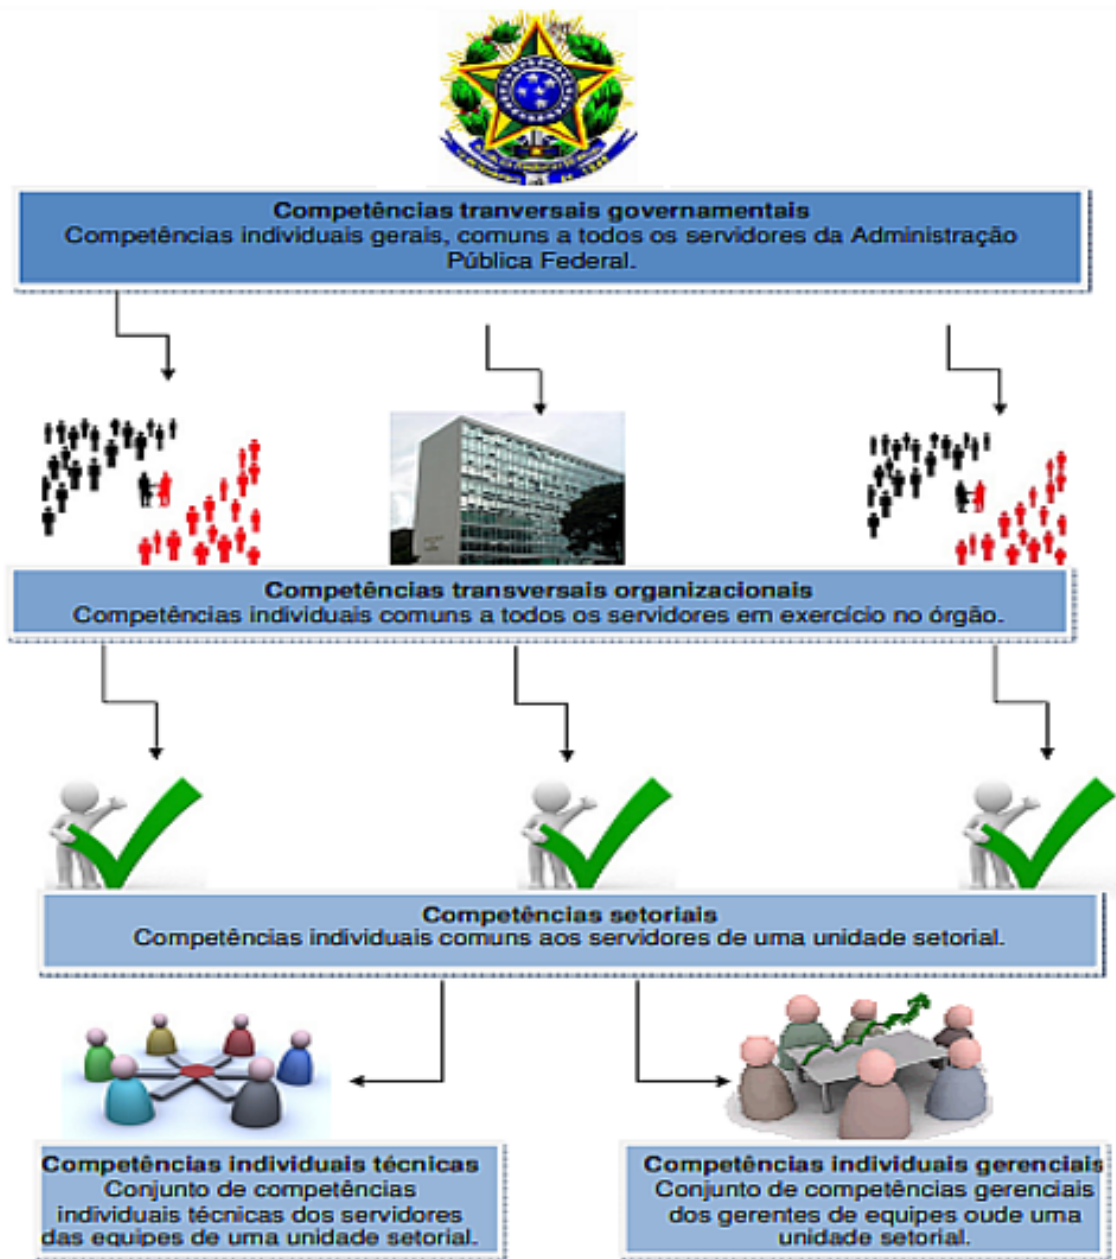 Competências tranversais governamentais
Competências individuais gerais, comuns a todos os servidores da Administração
Pública Federal.
Competências transversais organizacionais
Competências individuais comuns a todos os servidores em exercício no órgão.
Competências setoriais
Competências individuais comuns aos servidores de uma unidade setorial.
Competências individuais técnicas
Conjunto de competências
individuais técnicas dos servidores
das equipes de uma unidade setorial.
Competências individuais gerenciais
Conjunto de competências gerenciais
dos gerentes de equipes oude uma
unidade setorial.